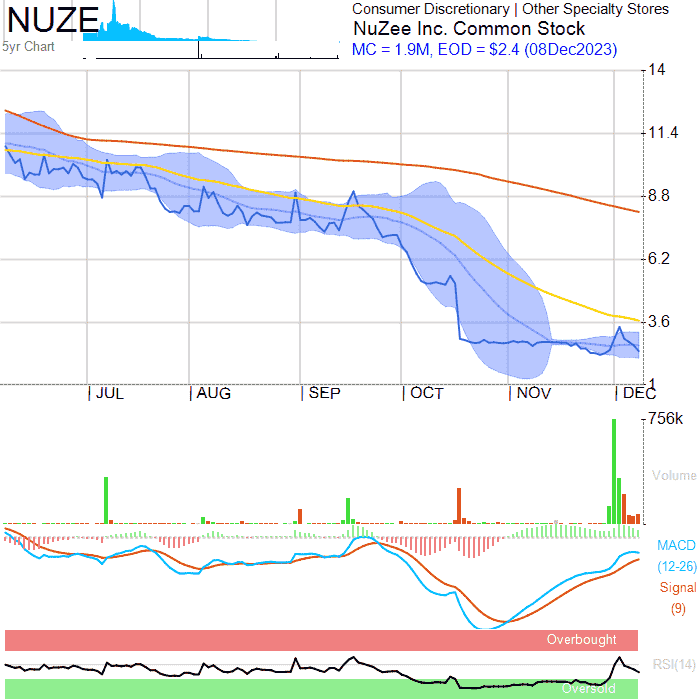 NUZE
Consumer Discretionary | Other Specialty Stores
NuZee Inc. Common Stock
5yr Chart
MC = 1.9M, EOD = $2.4 (08Dec2023)
14
11.4
8.8
6.2
3.6
1
JUL
AUG
SEP
OCT
NOV
DEC
756k
Volume
MACD
(12-26)
Signal
(9)
Overbought
RSI(14)
Oversold